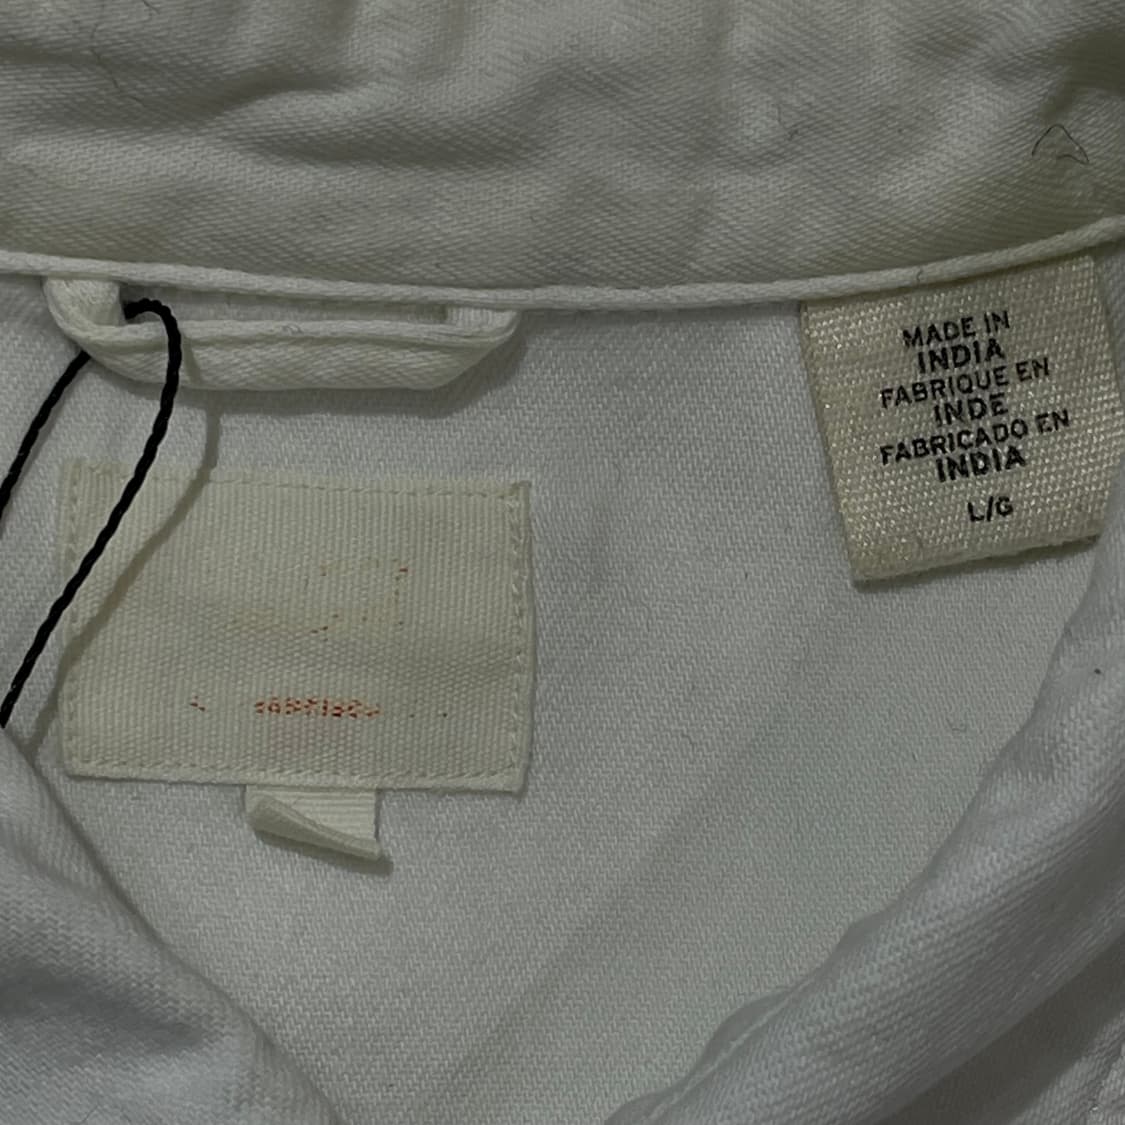 MADE IN
INDIA
FABRIQUE EN
INDE
FABRICADO EN
INDIA
L/G